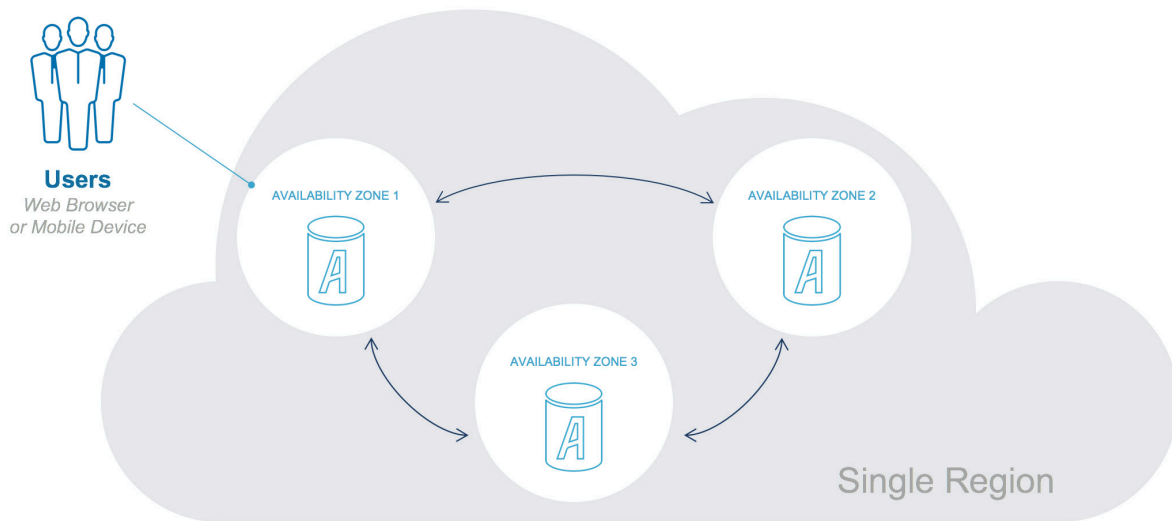 Users
Web Browser
or Mobile Device
AVAILABILITY ZONE 1
A
AVAILABILITY ZONE 2
A
AVAILABILITY ZONE 3
A
Single Region